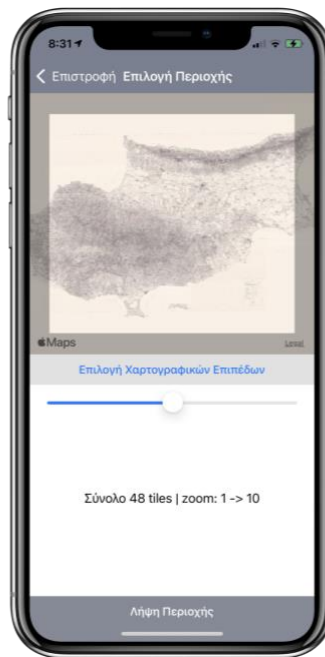 8:31
Επιστροφή Επιλογή Περιοχής
Maps
Legal
Επιλογή Χαρτογραφικών Επιπέδων
Σύνολο 48 tiles | zoom: 1 -> 10
Λήψη Περιοχής